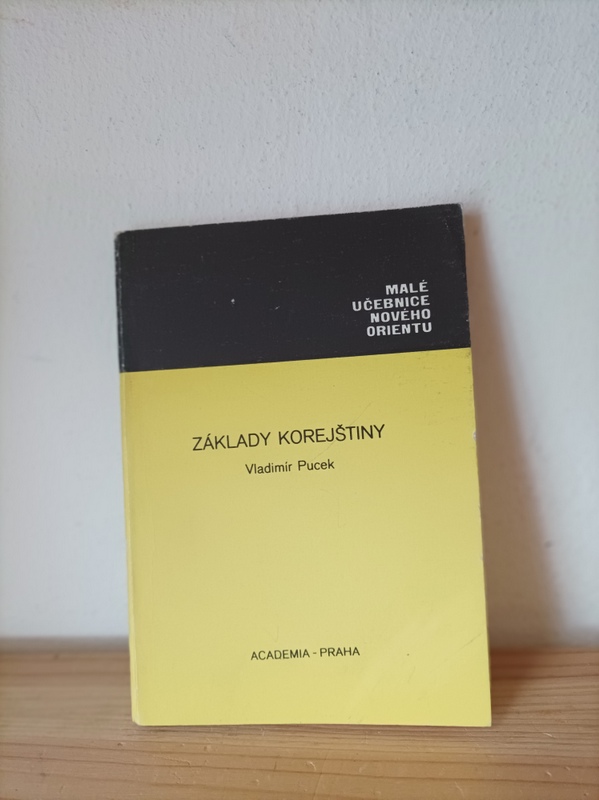 MALÉ
UČEBNICE
NOVÉHO
ORIENTU
ZÁKLADY KOREJŠTINY
Vladimír Pucek
ACADEMIA - PRAHA